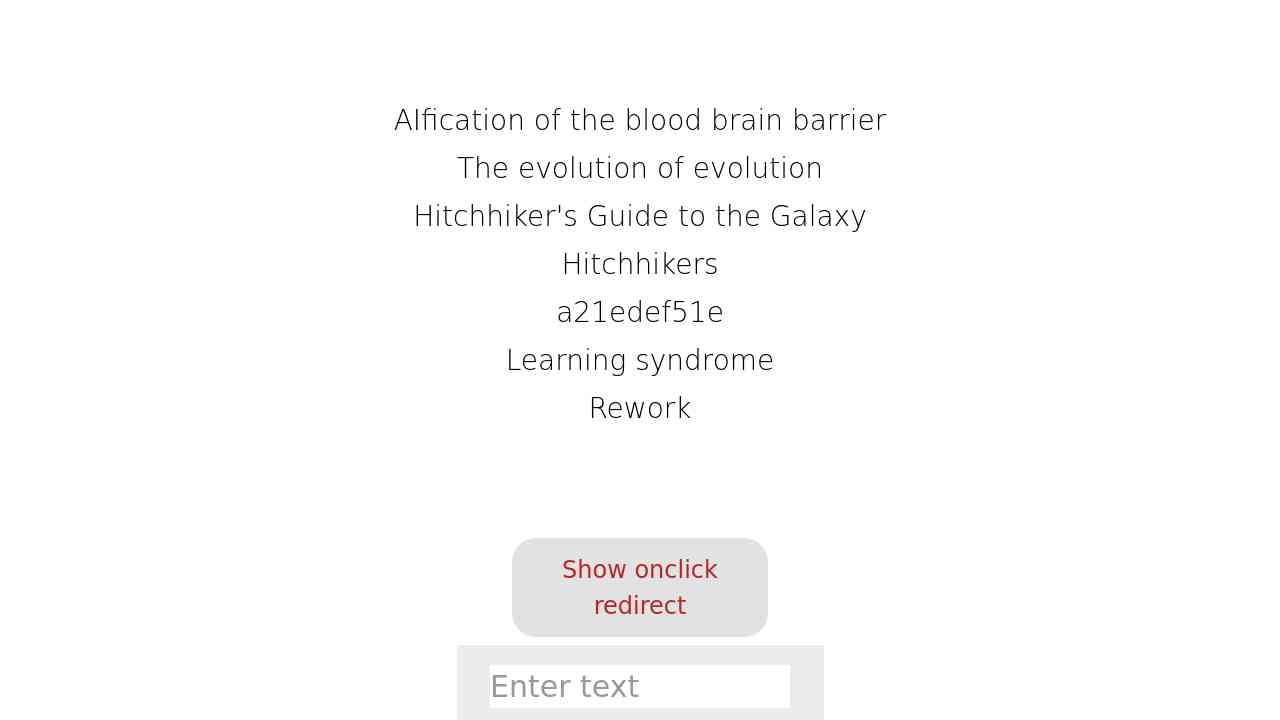 AIfication of the blood brain barrier
The evolution of evolution
Hitchhiker's Guide to the Galaxy
Hitchhikers
a21edef51e
Learning syndrome
Rework
Show onclick
redirect
Enter text